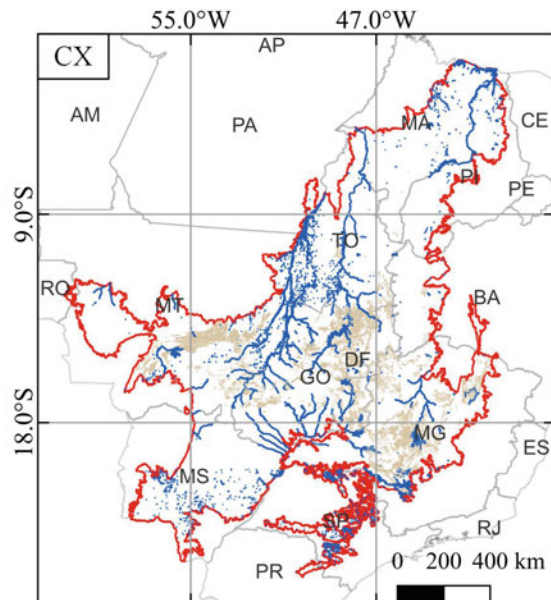 55.0°W 47.0°W
CX
AP
AM
PA
MA
CE
PI
PE
9.0°S
TO
RO
MT
BA
DF
GO
18.0°S
MG
ES
MS
SP
RJ
PR
0 200 400 km